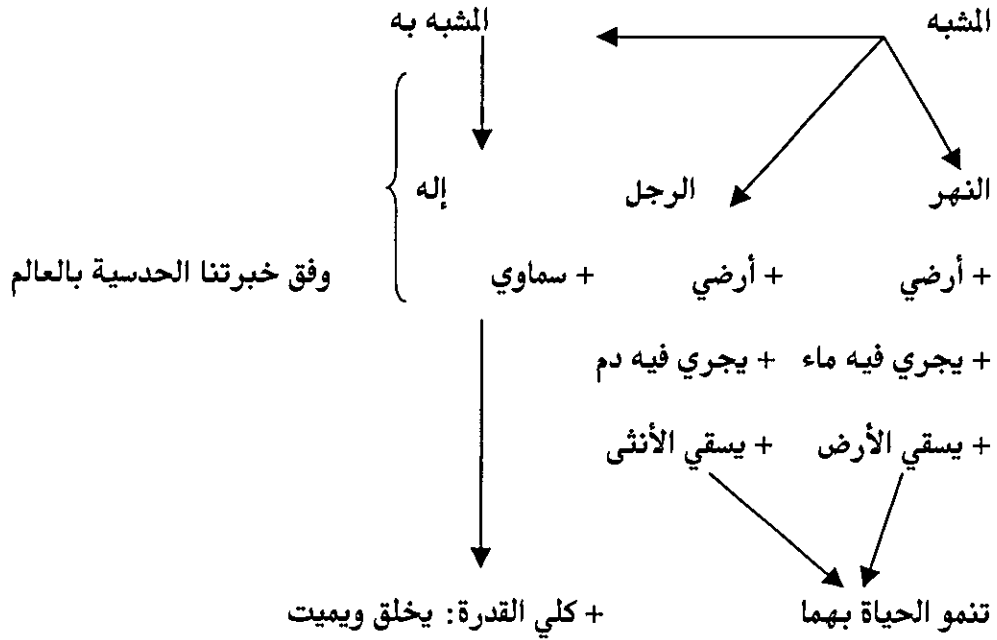 المشبه المشبه به
النهر الرجل إله
+ أرضي + أرضي + سماوي وفق خبرتنا الحدسية بالعالم
+ يجري فيه ماء + يجري فيه دم
+ يسقي الأرض + يسقي الأنثى
تنمو الحياة بهما + كلي القدرة: يخلق ويميت